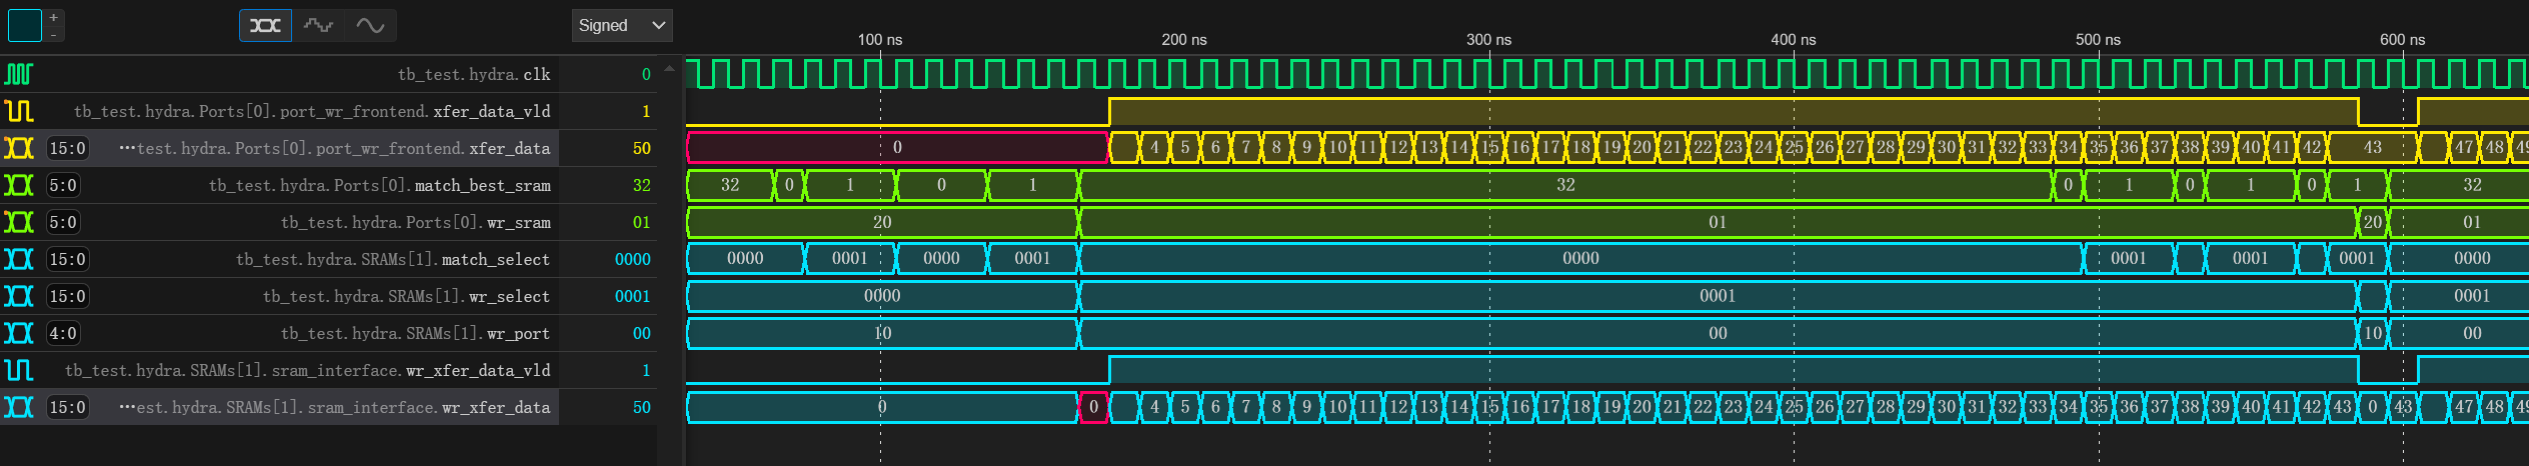 +
-
Signed
100 ns 200 ns 300 ns 400 ns 500 ns 600 ns
tb_test.hydra.clk 0
tb_test.hydra.Ports[0].port_wr_frontend.xfer_data_vld 1
15:0 ···test.hydra.Ports[0].port_wr_frontend.xfer_data 50 0 4 5 6 7 8 9 10 11 12 13 14 15 16 17 18 19 20 21 22 23 24 25 26 27 28 29 30 31 32 33 34 35 36 37 38 39 40 41 42 43 47 48 49
5:0 tb_test.hydra.Ports[0].match_best_sram 32 32 0 1 0 1 32 0 1 0 1 0 1 32
5:0 tb_test.hydra.Ports[0].wr_sram 01 20 01 20 01
15:0 tb_test.hydra.SRAMs[1].match_select 0000 0000 0001 0000 0001 0000 0001 0001 0001 0000
15:0 tb_test.hydra.SRAMs[1].wr_select 0001 0000 0001 0001
4:0 tb_test.hydra.SRAMs[1].wr_port 00 10 00 10 00
tb_test.hydra.SRAMs[1].sram_interface.wr_xfer_data_vld 1
15:0 ···est.hydra.SRAMs[1].sram_interface.wr_xfer_data 50 0 0 4 5 6 7 8 9 10 11 12 13 14 15 16 17 18 19 20 21 22 23 24 25 26 27 28 29 30 31 32 33 34 35 36 37 38 39 40 41 42 43 0 43 47 48 49